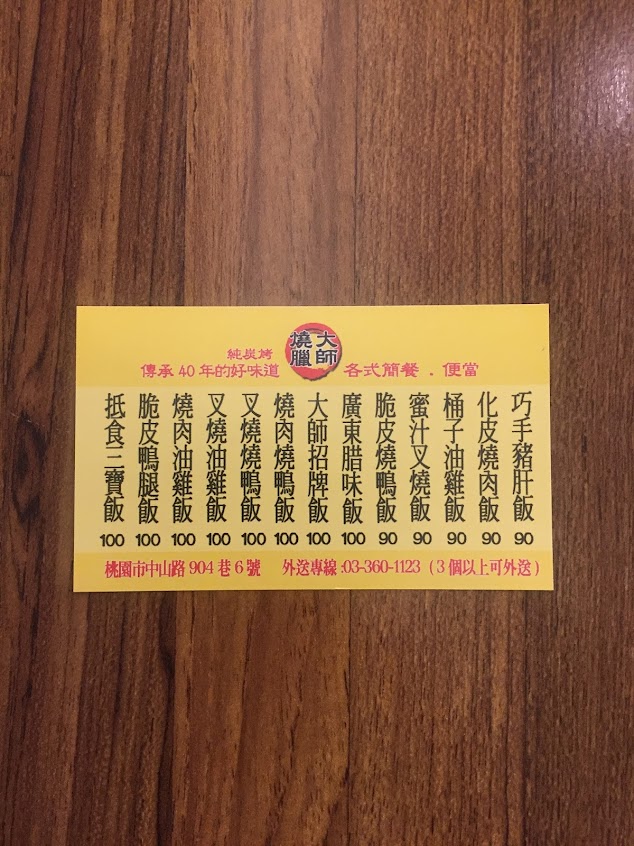 純炭烤
傳承40年的好味道
大師
燒臘
各式簡餐．便當
巧手豬肝飯 90
化皮燒肉飯 90
桶子油雞飯 90
蜜汁叉燒飯 90
脆皮燒鴨飯 90
廣東腊味飯 100
大師招牌飯 100
燒肉燒鴨飯 100
叉燒燒鴨飯 100
叉燒油雞飯 100
燒肉油雞飯 100
脆皮鴨腿飯 100
抵食三寶飯 100
桃園市中山路904巷6號 外送專線:03-360-1123（3個以上可外送）